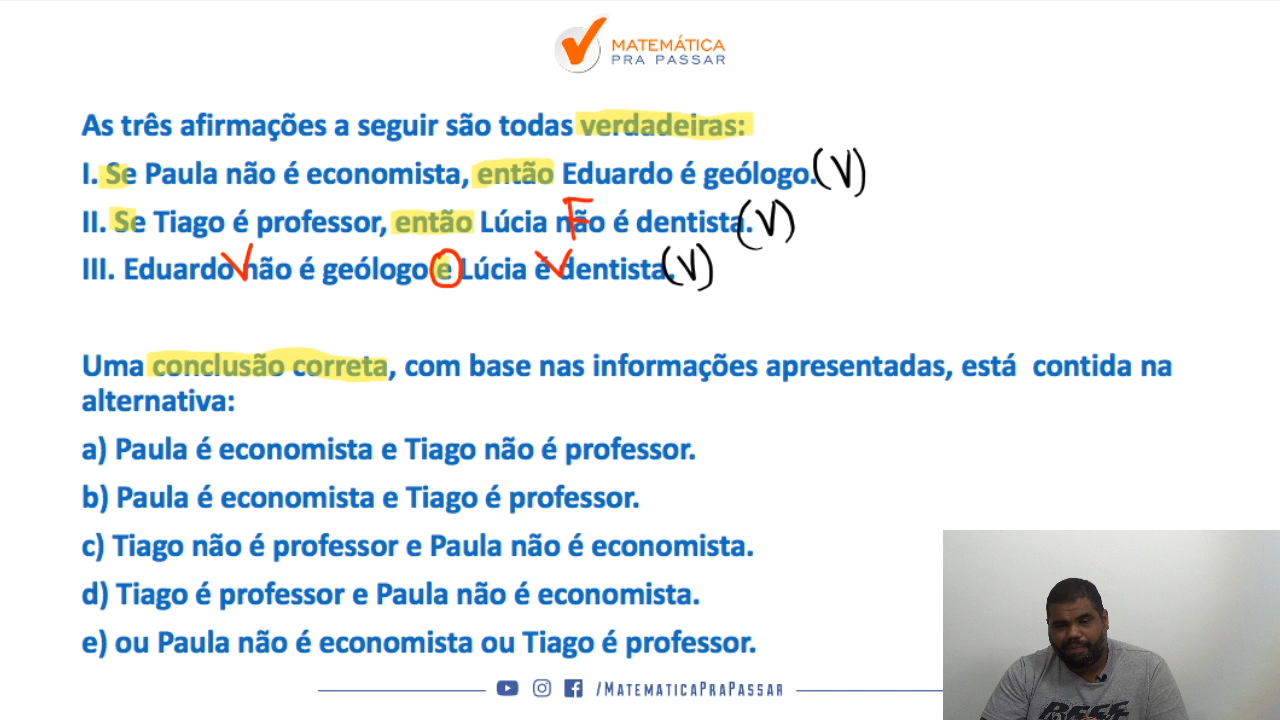 MATEMÁTICA
PRA PASSAR
As três afirmações a seguir são todas verdadeiras:
I. Se Paula não é economista, então Eduardo é geólogo. (V)
F
II. Se Tiago é professor, então Lúcia não é dentista. (V)
V V
III. Eduardo não é geólogo e Lúcia é dentista. (V)
Uma conclusão correta, com base nas informações apresentadas, está contida na
alternativa:
a) Paula é economista e Tiago não é professor.
b) Paula é economista e Tiago é professor.
c) Tiago não é professor e Paula não é economista.
d) Tiago é professor e Paula não é economista.
e) ou Paula não é economista ou Tiago é professor.
/MATEMATICAPRAPASSAR